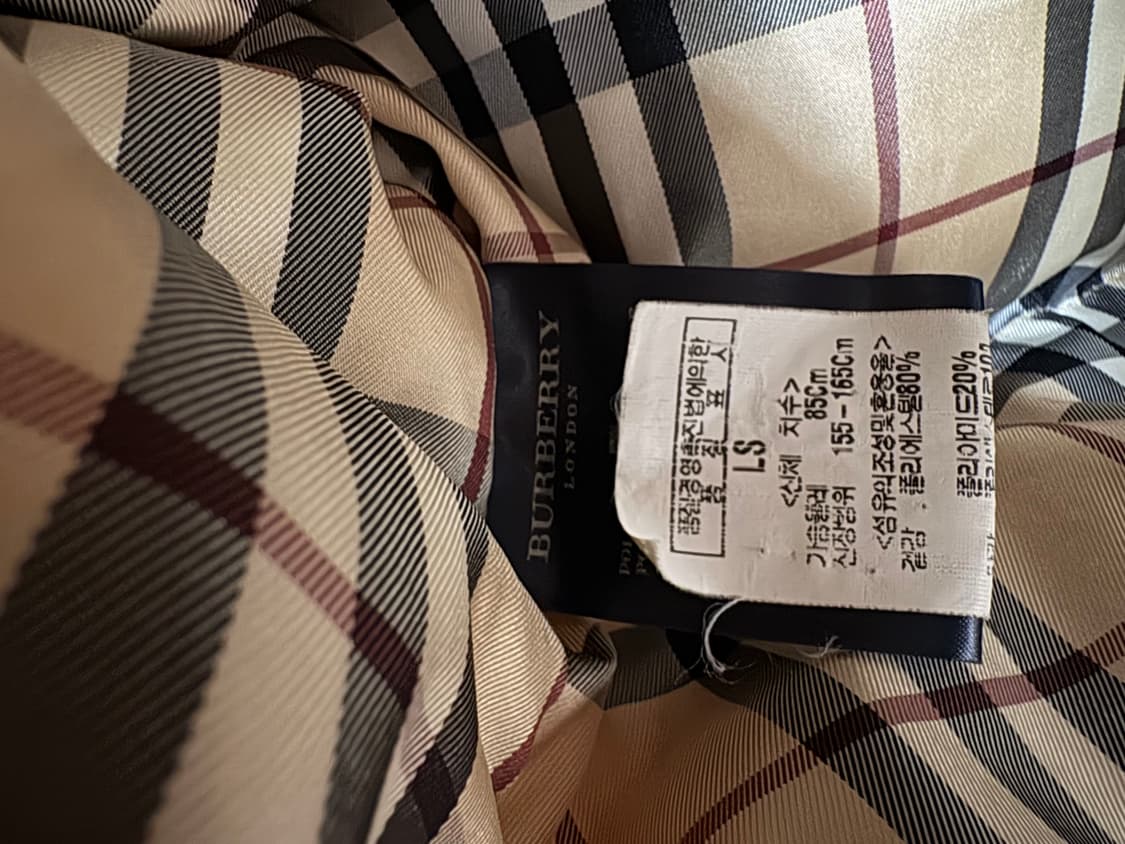 BURBERRY
LONDON
품질경영촉진법에의한
품 질 표 시
LS
<신체 치수>
가슴둘레 85Cm
신장범위 155-165Cm
<섬유의조성및혼용율>
겉감 폴리에스텔80%
폴리아미드20%